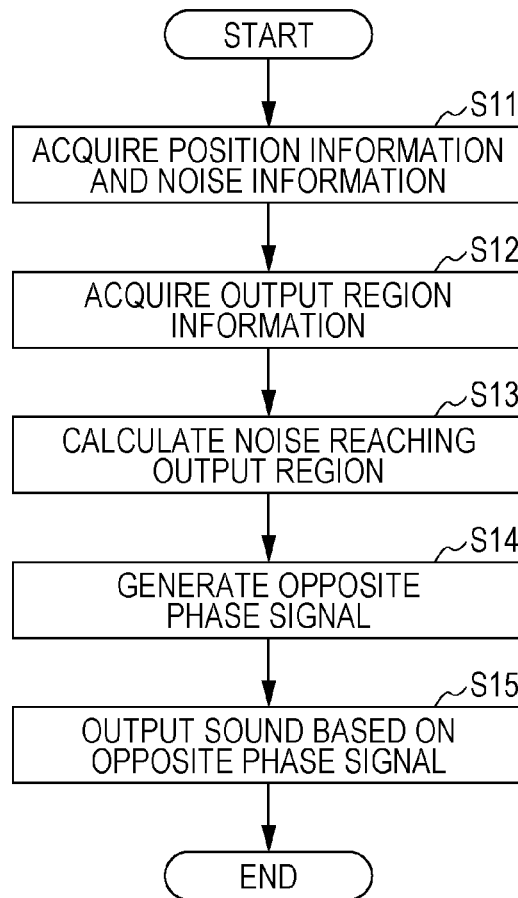 START
S11
ACQUIRE POSITION INFORMATION
AND NOISE INFORMATION
S12
ACQUIRE OUTPUT REGION
INFORMATION
S13
CALCULATE NOISE REACHING
OUTPUT REGION
S14
GENERATE OPPOSITE
PHASE SIGNAL
S15
OUTPUT SOUND BASED ON
OPPOSITE PHASE SIGNAL
END